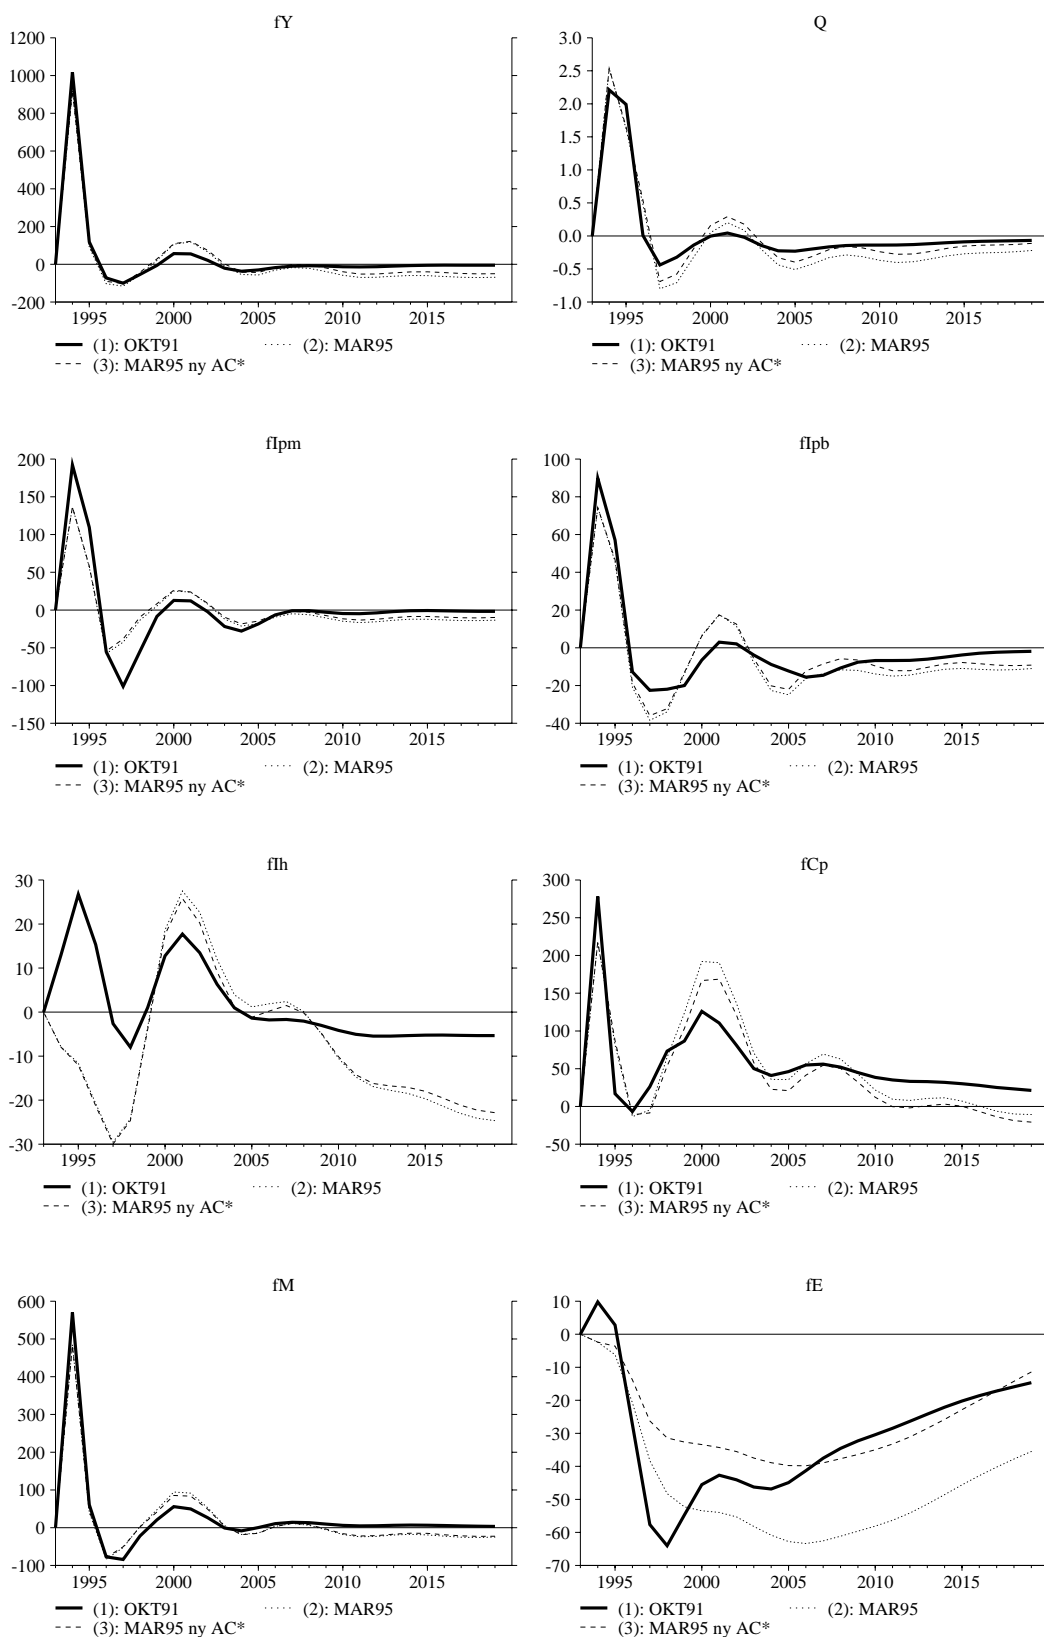 fY
1200
1000
800
600
400
200
0
-200
1995 2000 2005 2010 2015
(1): OKT91 (2): MAR95
(3): MAR95 ny AC*
Q
3.0
2.5
2.0
1.5
1.0
0.5
0.0
-0.5
-1.0
1995 2000 2005 2010 2015
(1): OKT91 (2): MAR95
(3): MAR95 ny AC*
fIpm
200
150
100
50
0
-50
-100
-150
1995 2000 2005 2010 2015
(1): OKT91 (2): MAR95
(3): MAR95 ny AC*
fIpb
100
80
60
40
20
0
-20
-40
1995 2000 2005 2010 2015
(1): OKT91 (2): MAR95
(3): MAR95 ny AC*
fIh
30
20
10
0
-10
-20
-30
1995 2000 2005 2010 2015
(1): OKT91 (2): MAR95
(3): MAR95 ny AC*
fCp
300
250
200
150
100
50
0
-50
1995 2000 2005 2010 2015
(1): OKT91 (2): MAR95
(3): MAR95 ny AC*
fM
600
500
400
300
200
100
0
-100
1995 2000 2005 2010 2015
(1): OKT91 (2): MAR95
(3): MAR95 ny AC*
fE
10
0
-10
-20
-30
-40
-50
-60
-70
1995 2000 2005 2010 2015
(1): OKT91 (2): MAR95
(3): MAR95 ny AC*